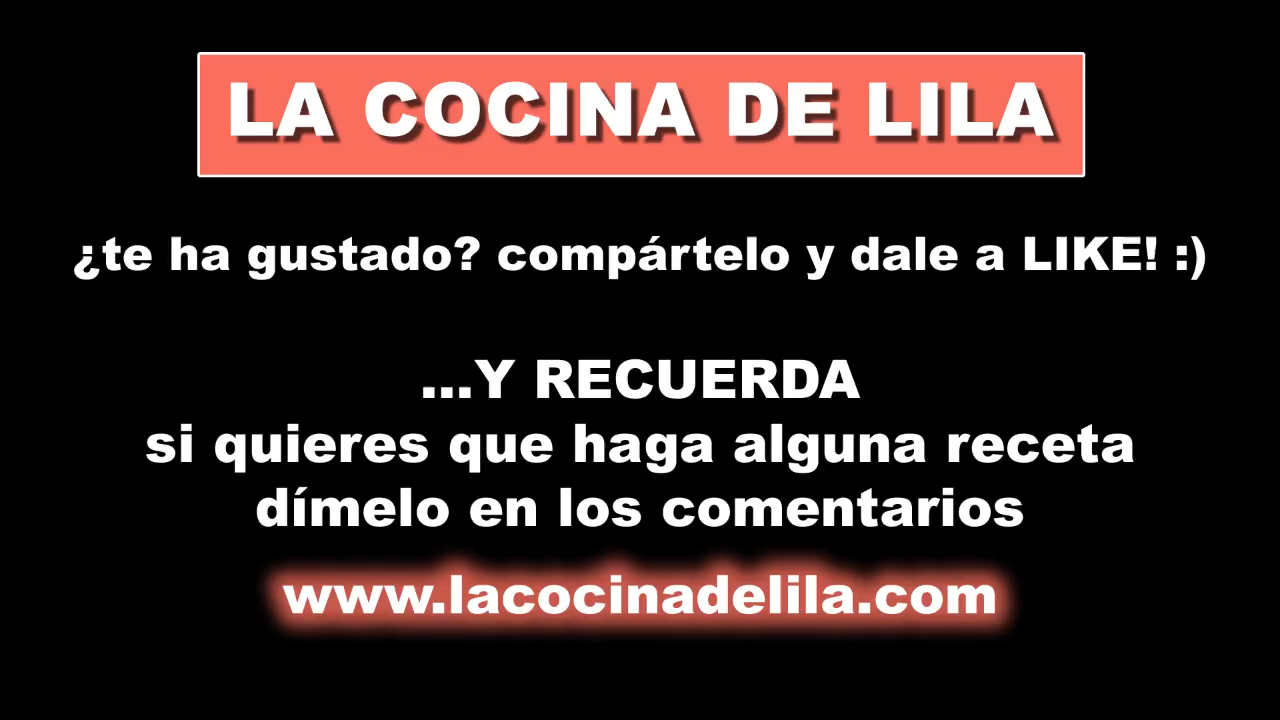 LA COCINA DE LILA
¿te ha gustado? compártelo y dale a LIKE! :)
...Y RECUERDA
si quieres que haga alguna receta
dímelo en los comentarios
www.lacocinadelila.com